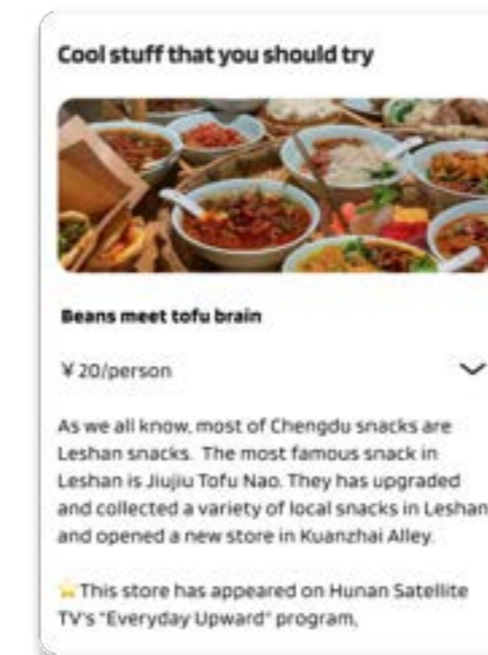 Cool stuff that you should try
Beans meet tofu brain
¥ 20/person
As we all know, most of Chengdu snacks are
Leshan snacks. The most famous snack in
Leshan is Jiujiu Tofu Nao. They has upgraded
and collected a variety of local snacks in Leshan
and opened a new store in Kuanzhai Alley.
⭐This store has appeared on Hunan Satellite
TV's "Everyday Upward" program,